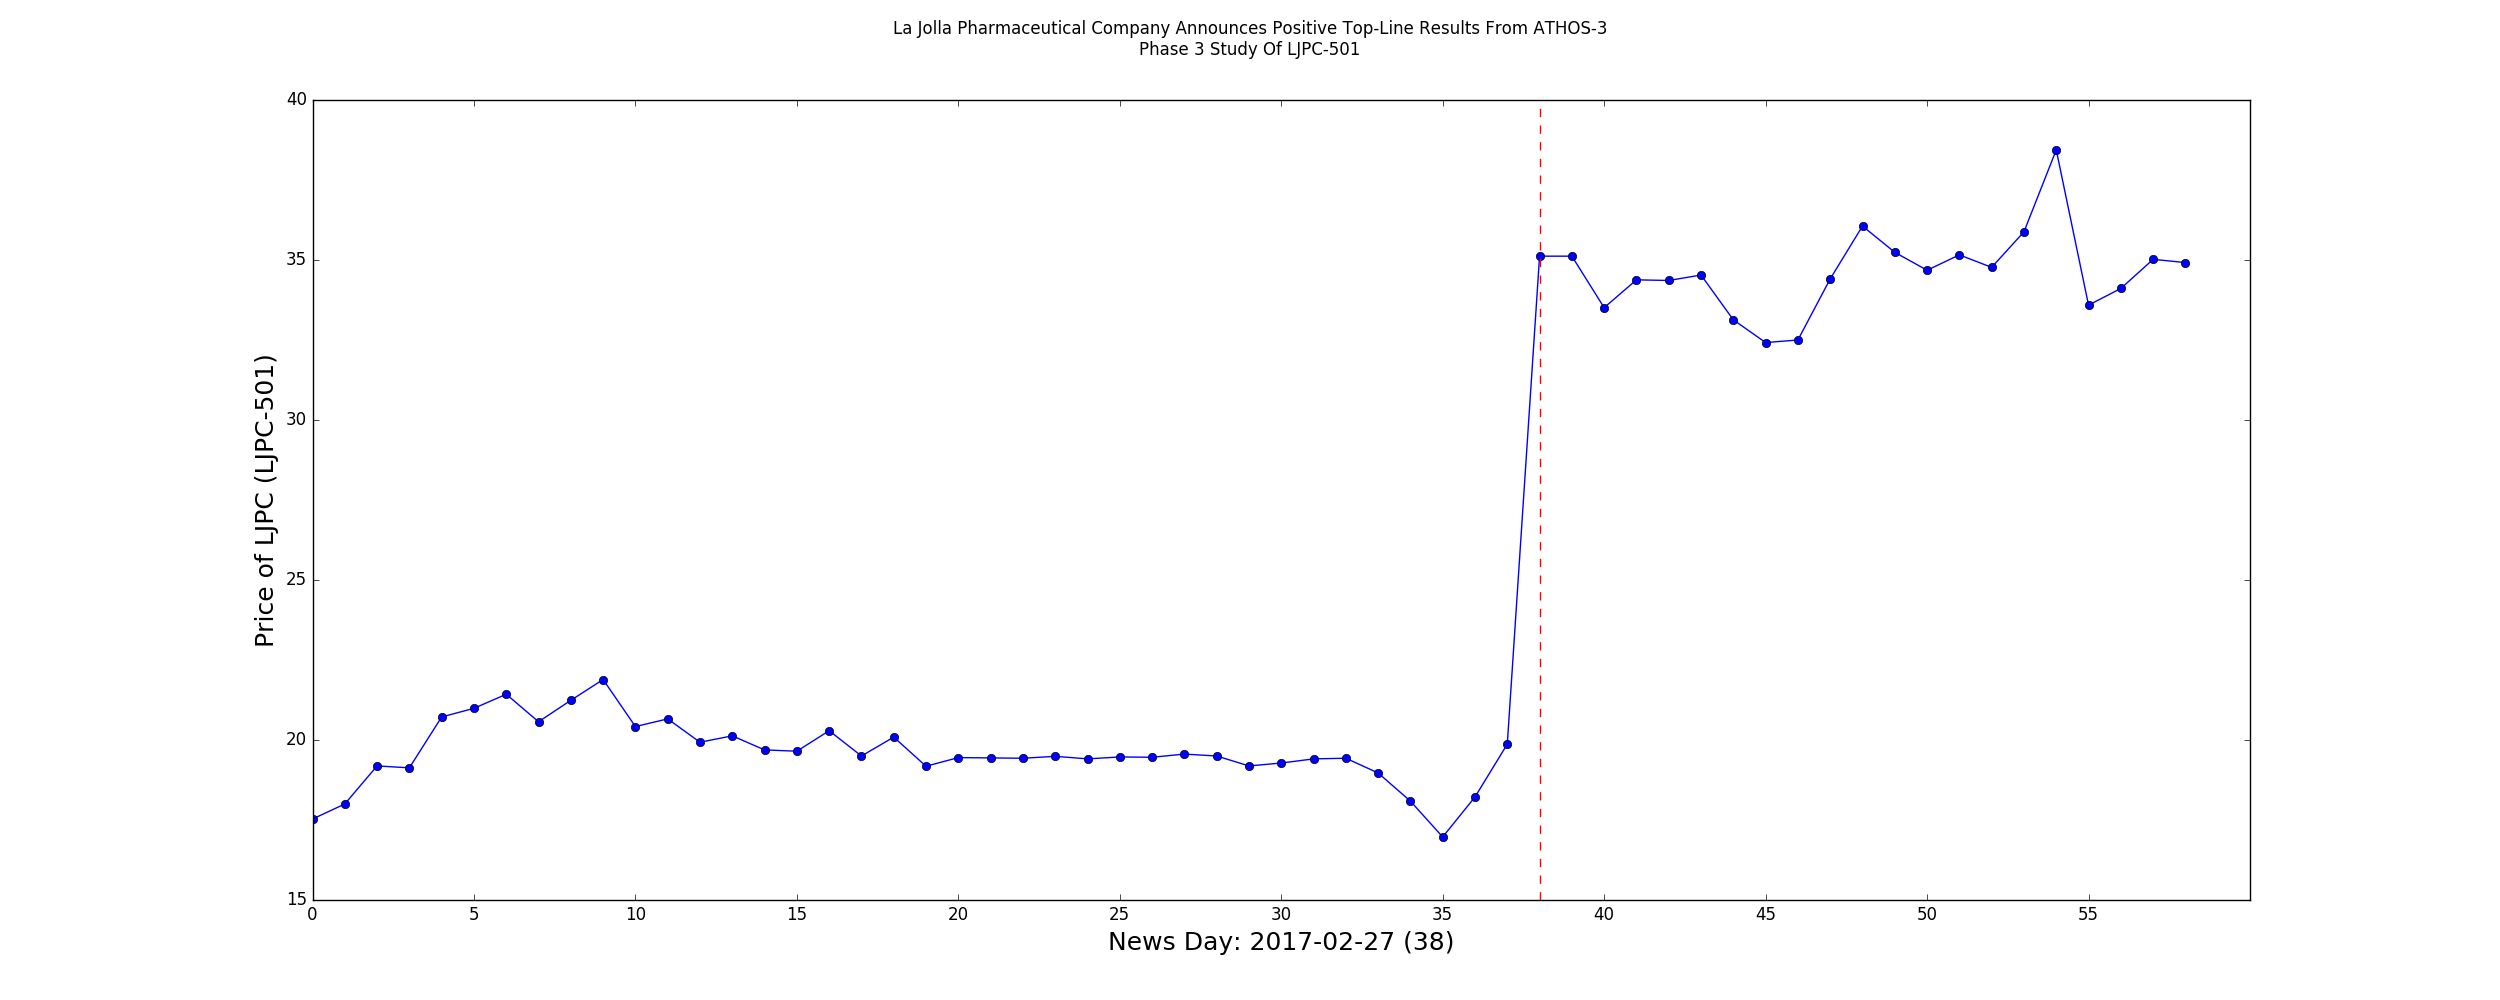 La Jolla Pharmaceutical Company Announces Positive Top-Line Results From ATHOS-3
Phase 3 Study Of LJPC-501
40
35
30
25
20
15
Price of LJPC (LJPC-501)
0 5 10 15 20 25 30 35 40 45 50 55
News Day: 2017-02-27 (38)